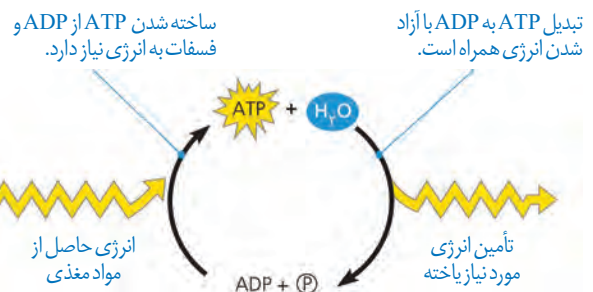 تبدیل ATP به ADP با آزاد
شدن انرژی همراه است.
ساخته شدن ATP از ADP و
فسفات به انرژی نیاز دارد.
ATP + H۲O
انرژی حاصل از
مواد مغذی
تأمین انرژی
مورد نیاز یاخته
ADP + P